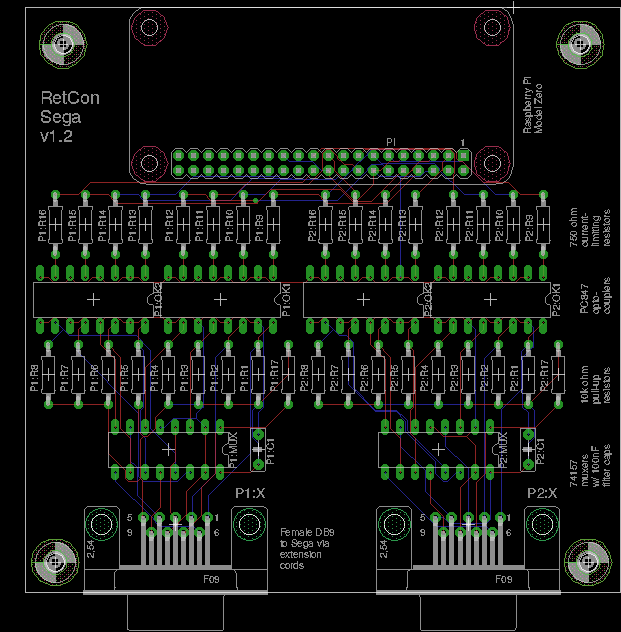 RetCon
Sega
v1.2
Raspberry Pi
Model Zero
PI
1
P1:R16
P1:R15
P1:R14
P1:R13
P1:R12
P1:R11
P1:R10
P1:R9
P2:R16
P2:R15
P2:R14
P2:R13
P2:R12
P2:R11
P2:R10
P2:R9
750 ohm
current-
limiting
resistors
P1:OK2
P1:OK1
P2:OK2
P2:OK1
PC847
opto-
couplers
P1:R8
P1:R7
P1:R6
P1:R5
P1:R4
P1:R3
P1:R2
P1:R1
P1:R17
P2:R8
P2:R7
P2:R6
P2:R5
P2:R4
P2:R3
P2:R2
P2:R1
P2:R17
10k ohm
pull-up
resistors
P1:MUX
P1:C1
P2:MUX
P2:C1
74157
muxers
w/ 100nF
filter caps
P1:X
P2:X
5
1
9
6
2,54
F09
Female DB9
to Sega via
extension
cords
5
1
9
6
2,54
F09